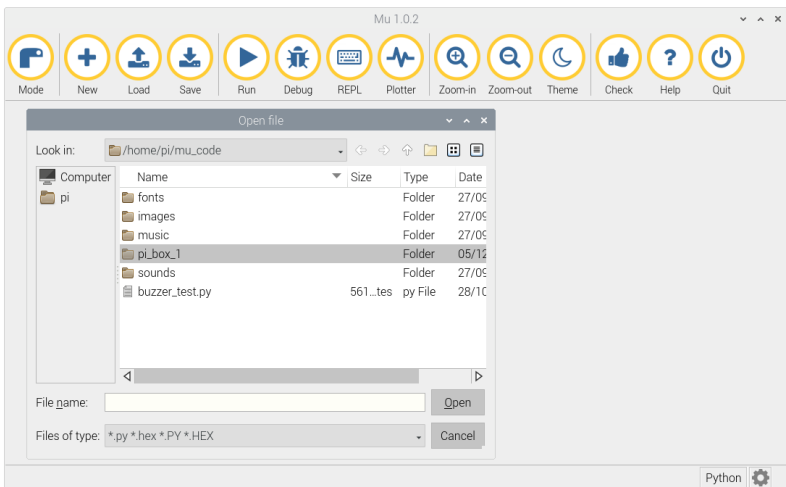 Mu 1.0.2
Mode New Load Save Run Debug REPL Plotter Zoom-in Zoom-out Theme Check Help Quit
Open file
Look in: /home/pi/mu_code
Computer
pi
Name Size Type Date
fonts Folder 27/09
images Folder 27/09
music Folder 27/09
pi_box_1 Folder 05/12
sounds Folder 27/09
buzzer_test.py 561...tes py File 28/10
File name: Open
Files of type: *.py *.hex *.PY *.HEX Cancel
Python